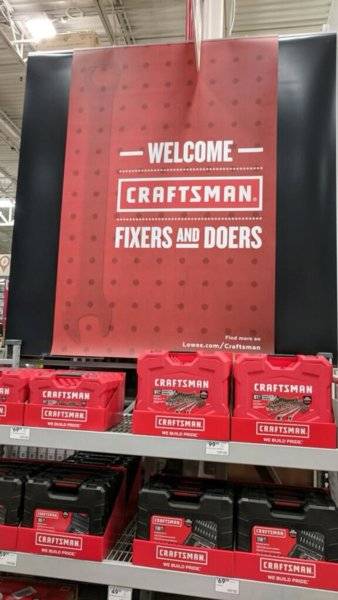 WELCOME
CRAFTSMAN
FIXERS AND DOERS
Find more on
Lowes.com/Craftsman
CRAFTSMAN
CRAFTSMAN
CRAFTSMAN
CRAFTSMAN
CRAFTSMAN
CRAFTSMAN
WE BUILD PRIDE
WE BUILD PRIDE
WE BUILD PRIDE
CRAFTSMAN
CRAFTSMAN
CRAFTSMAN
CRAFTSMAN
CRAFTSMAN
CRAFTSMAN
WE BUILD PRIDE
WE BUILD PRIDE
WE BUILD PRIDE